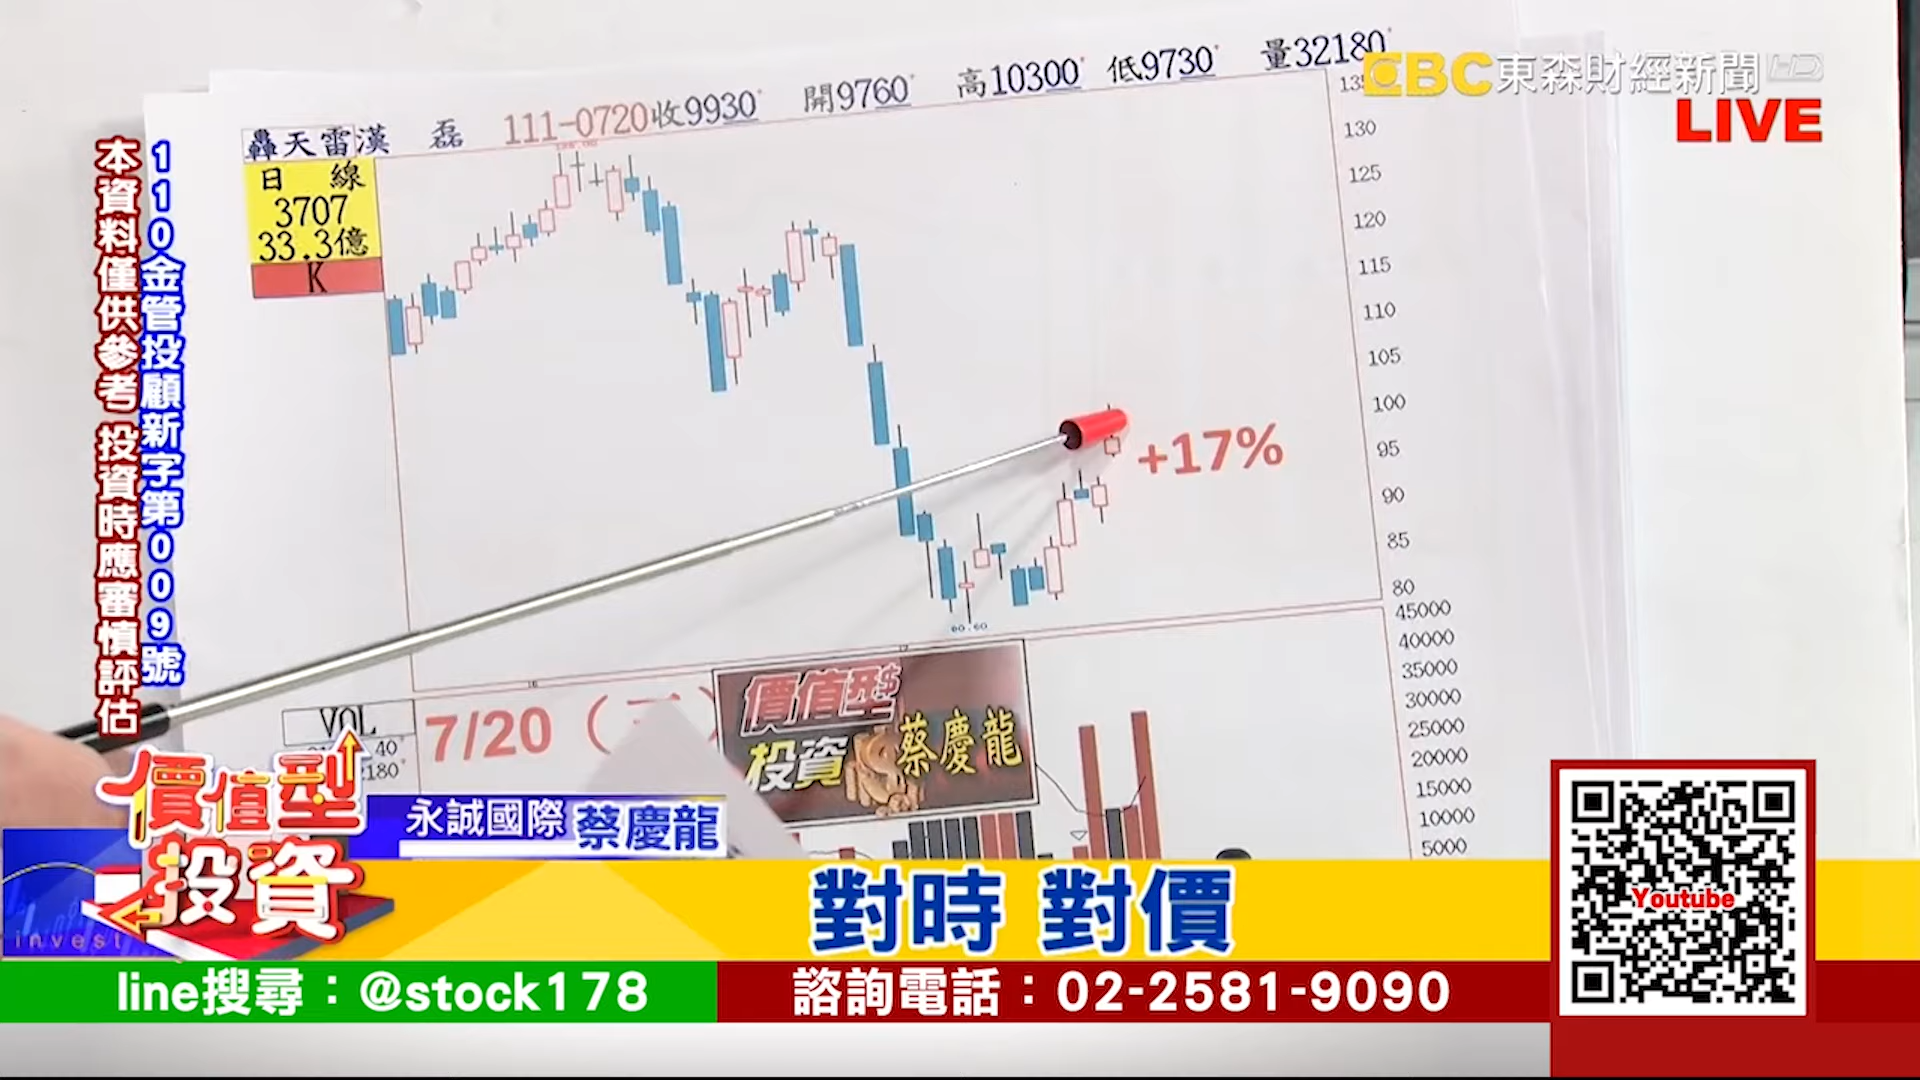 EBC東森財經新聞HD
LIVE
轟天雷漢 磊 111-0720收9930 開9760 高10300 低9730 量32180
日 線
3707
33.3億
K
130
125
120
115
110
105
100
95
90
85
80
+17%
80.60
45000
40000
35000
30000
25000
20000
15000
10000
5000
VOL
7/20
價值型
投資
蔡慶龍
110金管投顧新字第009號
本資料僅供參考 投資時應審慎評估
價值型
投資
invest
永誠國際 蔡慶龍
對時 對價
Youtube
line搜尋：@stock178
諮詢電話：02-2581-9090